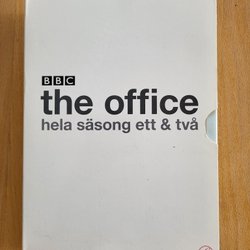 BBC
the office
hela säsong ett & två